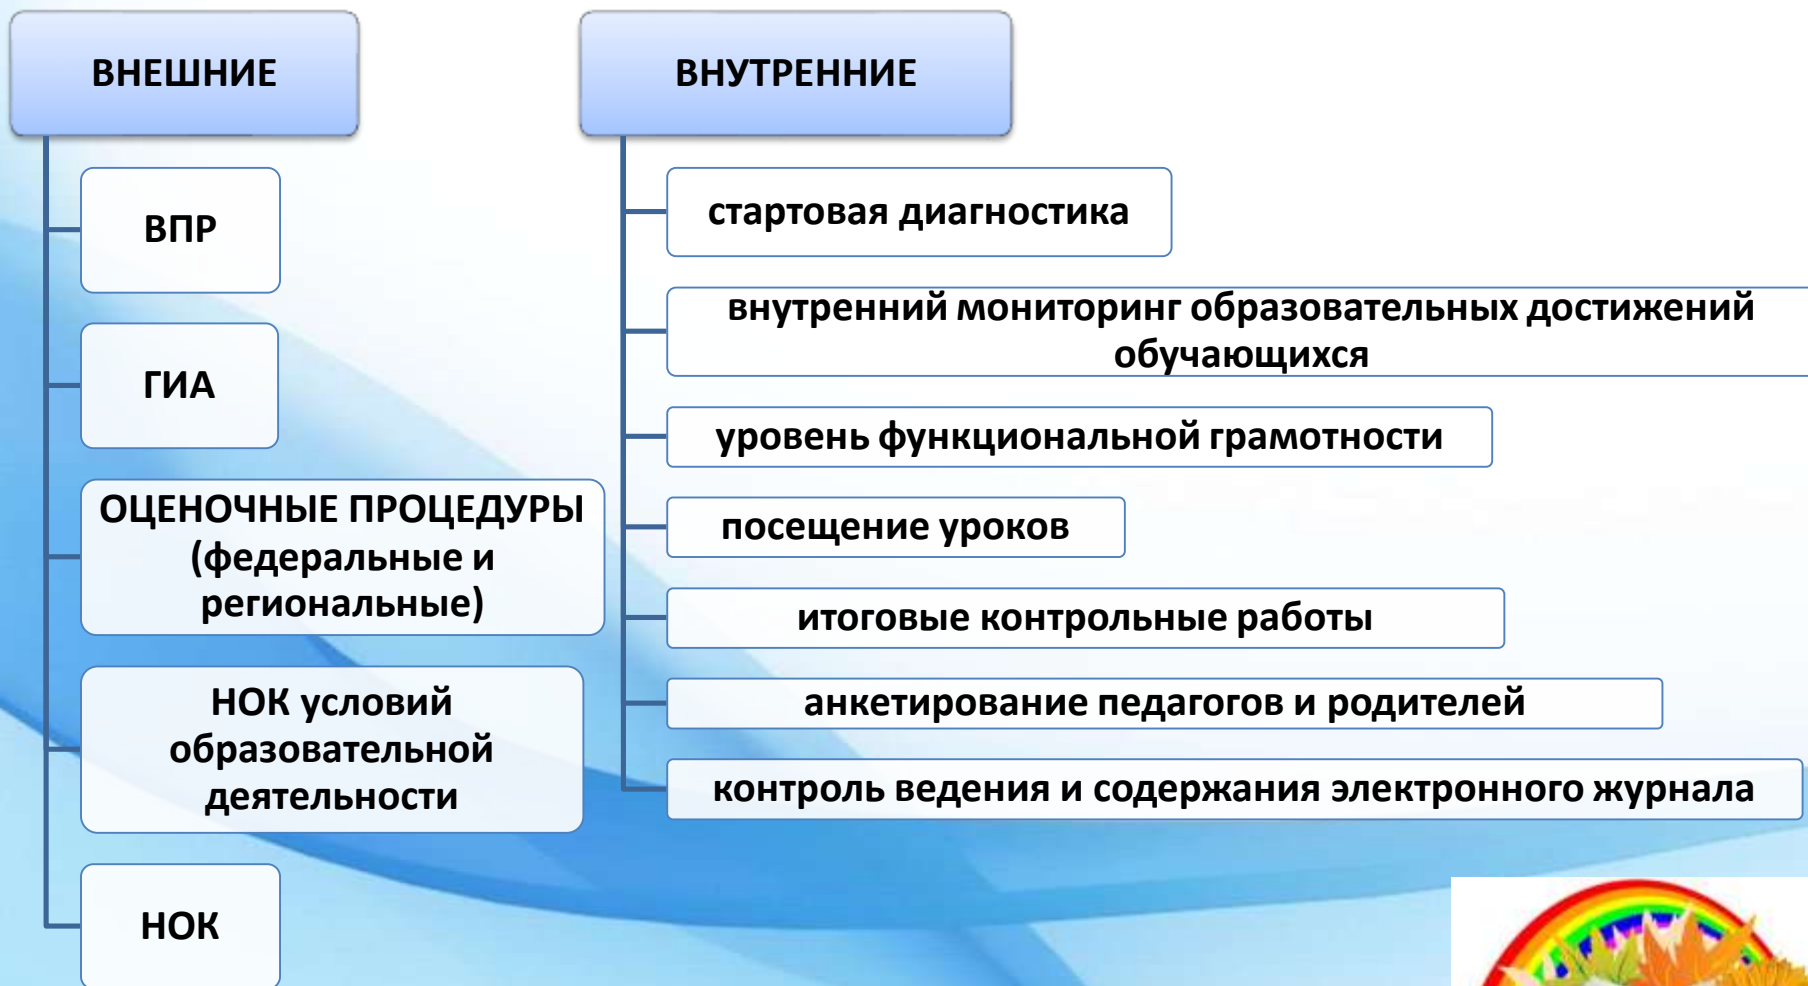 ВНЕШНИЕ
ВПР
ГИА
ОЦЕНОЧНЫЕ ПРОЦЕДУРЫ
(федеральные и
региональные)
НОК условий
образовательной
деятельности
НОК
ВНУТРЕННИЕ
стартовая диагностика
внутренний мониторинг образовательных достижений
обучающихся
уровень функциональной грамотности
посещение уроков
итоговые контрольные работы
анкетирование педагогов и родителей
контроль ведения и содержания электронного журнала